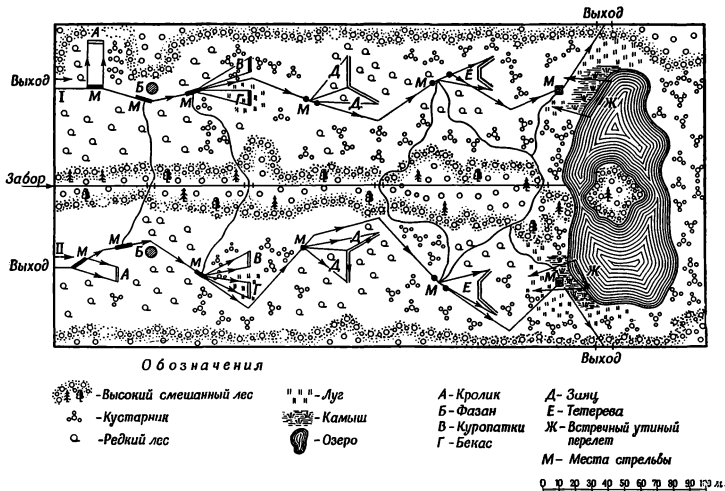 Выход
А
Выход
I
М
Б
М
М
В
Г
Д
М
Д
Е
М
М
Ж
Забор
II
Выход
М
А
М
Б
М
В
Г
М
Д
Д
М
Е
М
Ж
Выход
Обозначения
-Высокий смешанный лес
-Кустарник
-Редкий лес
-Луг
-Камыш
-Озеро
А-Кролик
Б-Фазан
В-Куропатки
Г-Бекас
Д-Заяц
Е-Тетерева
Ж-Встречный утиный
перелет
М-Места стрельбы
0 10 20 30 40 50 60 70 80 90 100 м.